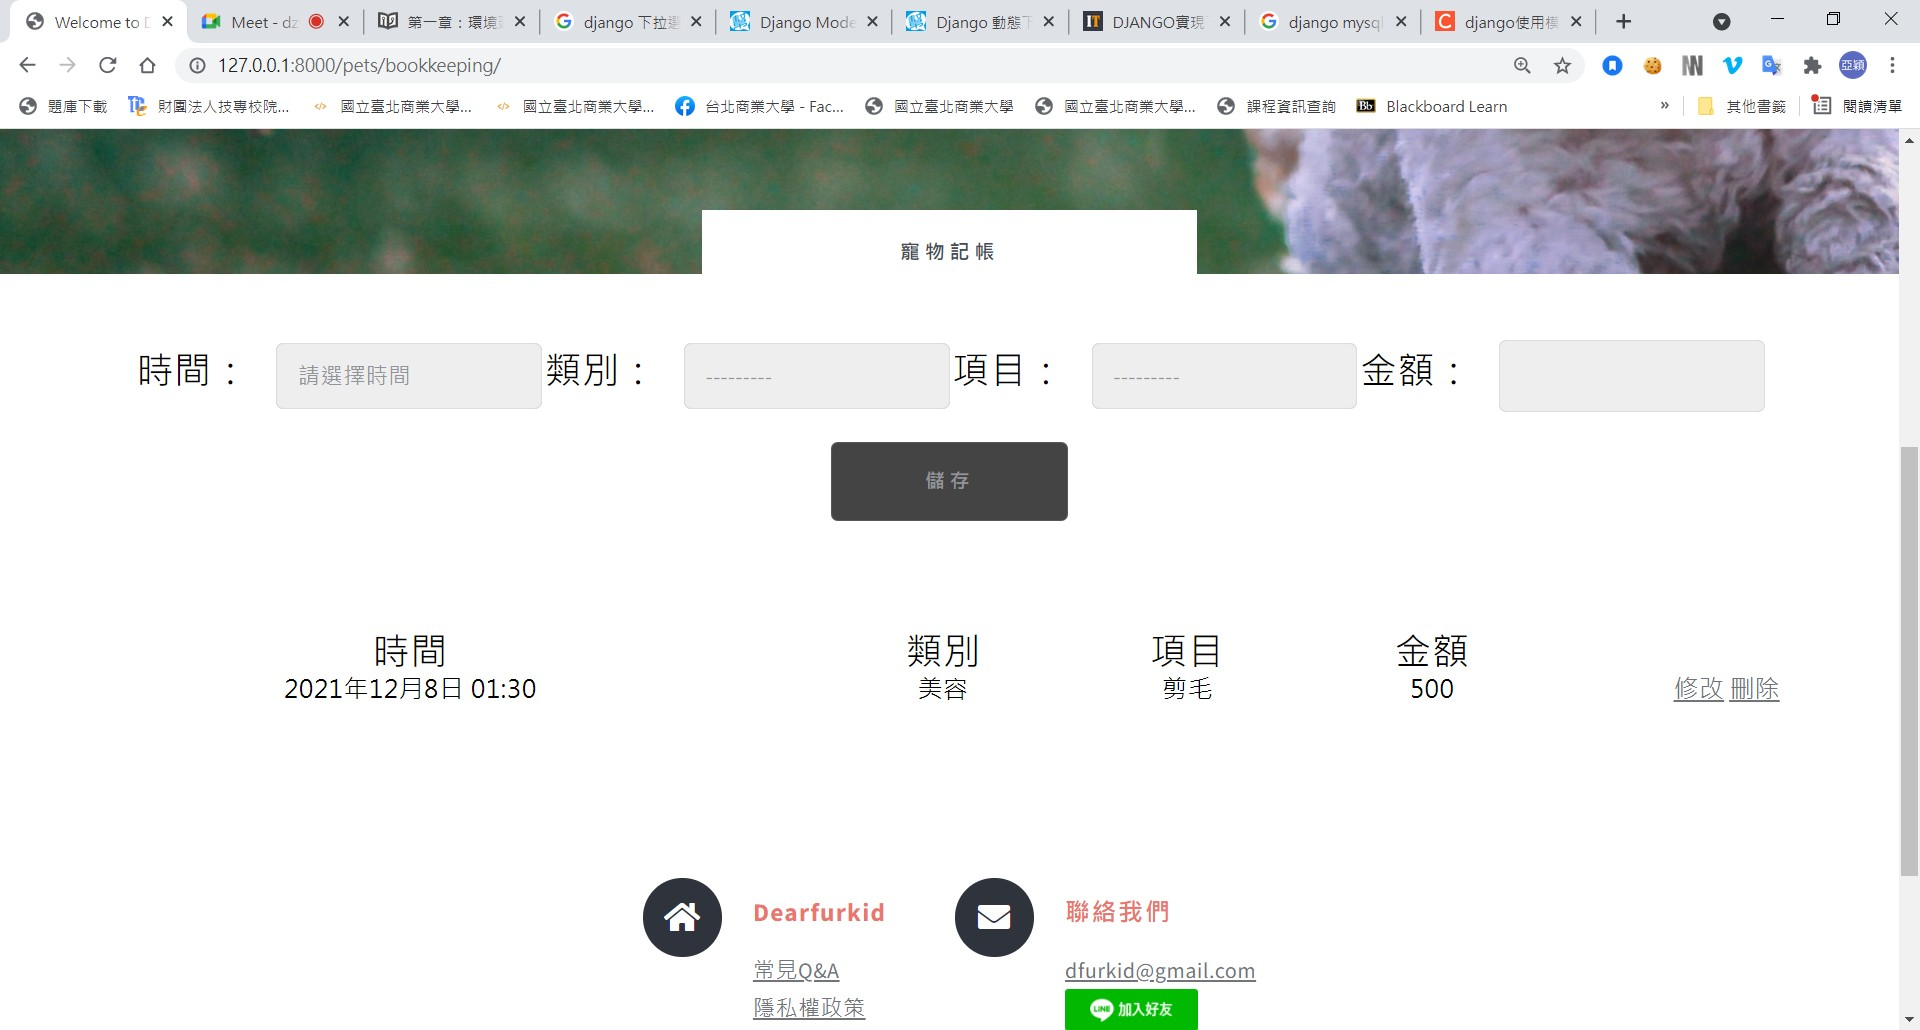 Welcome to D
Meet - dz
第一章：環境
django 下拉選
Django Mode
Django 動態下
DJANGO實現
django mysq
django使用模
127.0.0.1:8000/pets/bookkeeping/
亞穎
題庫下載
財團法人技專校院...
國立臺北商業大學...
國立臺北商業大學...
台北商業大學 - Fac...
國立臺北商業大學
國立臺北商業大學...
課程資訊查詢
Bb
Blackboard Learn
»
其他書籤
閱讀清單
寵物記帳
時間： 請選擇時間 類別： --------- 項目： --------- 金額：
儲存
時間 類別 項目 金額
2021年12月8日 01:30 美容 剪毛 500 修改 刪除
Dearfurkid
常見Q&A
隱私權政策
聯絡我們
dfurkid@gmail.com
LINE 加入好友